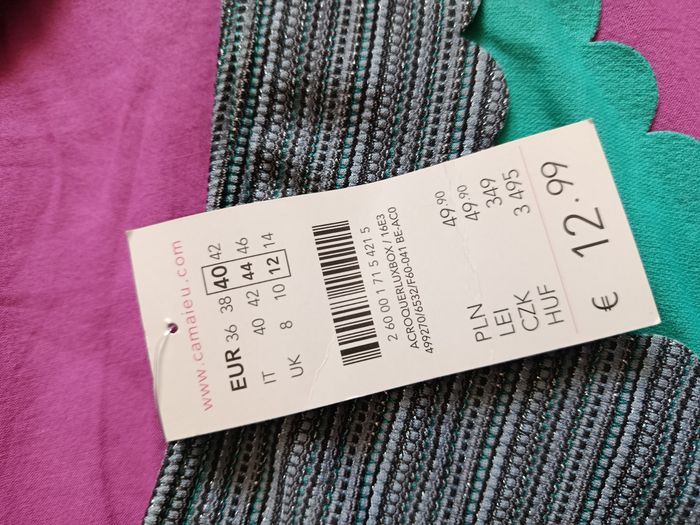 www.camaieu.com
EUR 36 38 40 42
IT 40 42 44 46
UK 8 10 12 14
2 60 00 1 71 5 421 5
ACROQUERLUXBOX / 16E3
499270/6532/F60-041 BE-AC0
PLN 49.90
LEI 49.90
CZK 349
HUF 3 495
€ 12.99